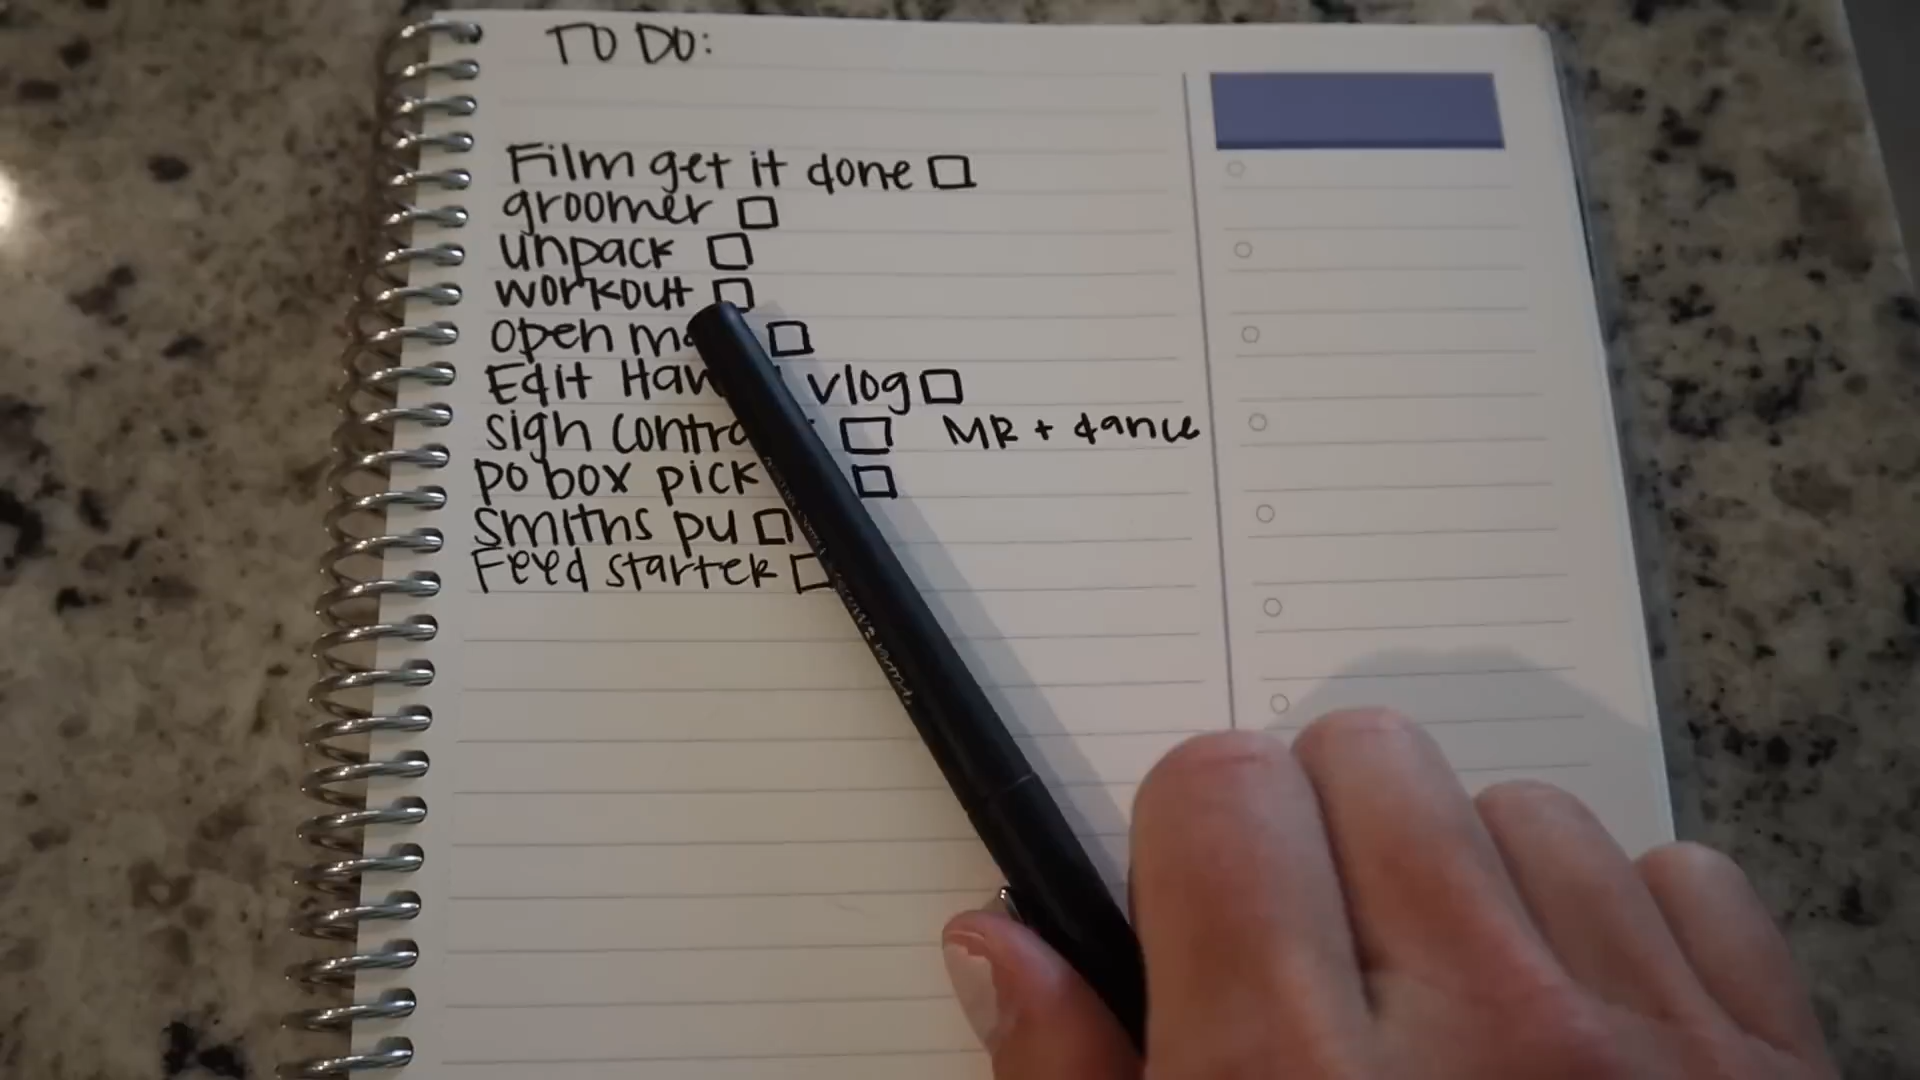 TO DO:
Film get it done
groomer
unpack
workout
open
Edit vlog
sign MR + dance
po box pick
smiths pu
Feed starter